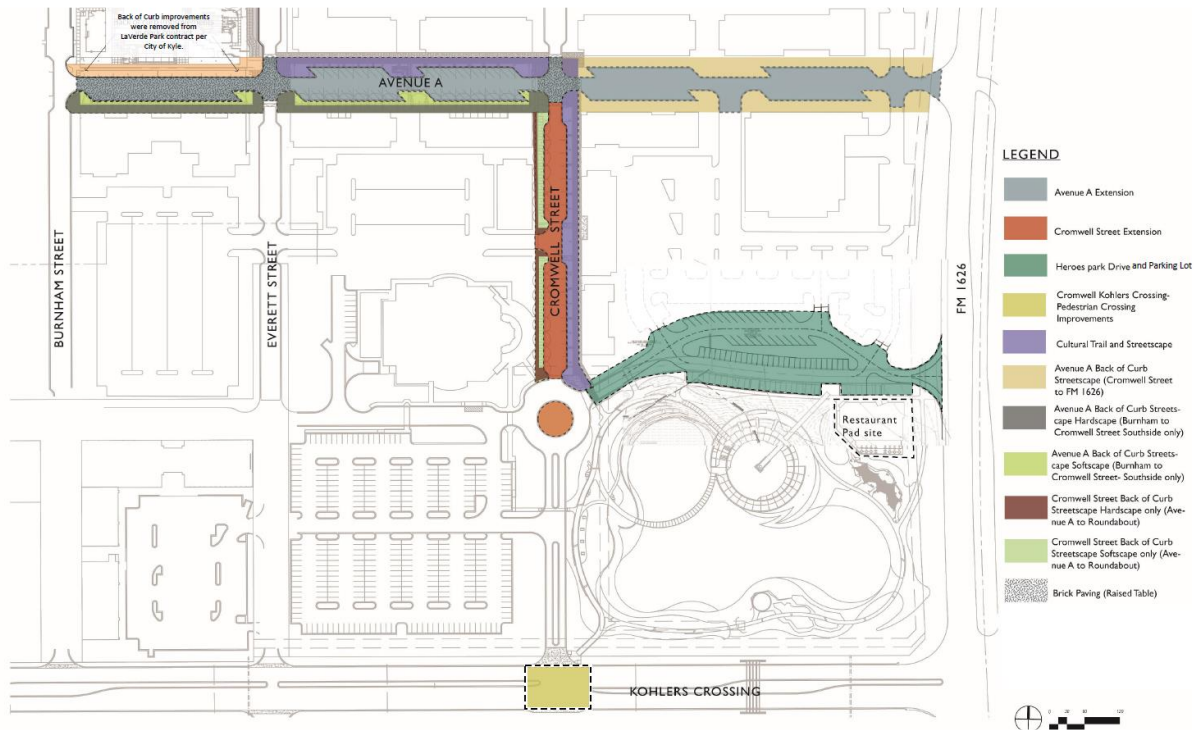 Back of Curb improvements
were removed from
LaVerde Park contract per
City of Kyle.
AVENUE A
BURNHAM STREET
EVERETT STREET
CROMWELL STREET
FM 1626
Restaurant
Pad site
KOHLERS CROSSING
LEGEND
Avenue A Extension
Cromwell Street Extension
Heroes park Drive and Parking Lot
Cromwell Kohlers Crossing-
Pedestrian Crossing
Improvements
Cultural Trail and Streetscape
Avenue A Back of Curb
Streetscape (Cromwell Street
to FM 1626)
Avenue A Back of Curb Streets-
cape Hardscape (Burnham to
Cromwell Street Southside only)
Avenue A Back of Curb Streets-
cape Softscape (Burnham to
Cromwell Street- Southside only)
Cromwell Street Back of Curb
Streetscape Hardscape only (Ave-
nue A to Roundabout)
Cromwell Street Back of Curb
Streetscape Softscape only (Ave-
nue A to Roundabout)
Brick Paving (Raised Table)